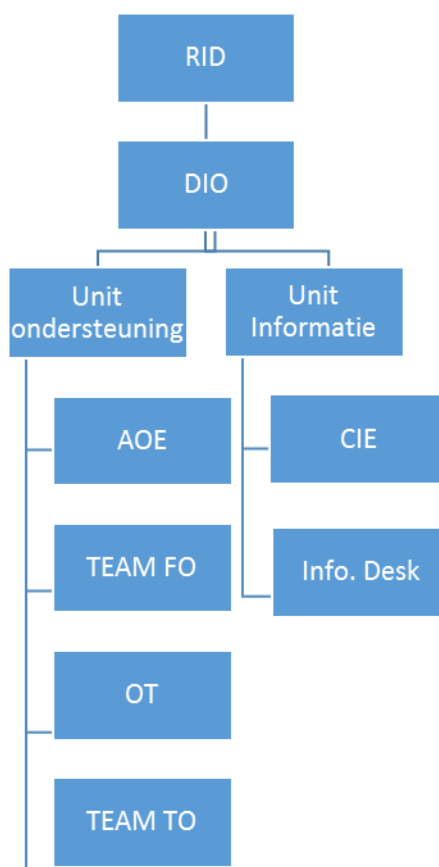 RID
DIO
Unit
ondersteuning
Unit
Informatie
AOE
CIE
TEAM FO
Info. Desk
OT
TEAM TO